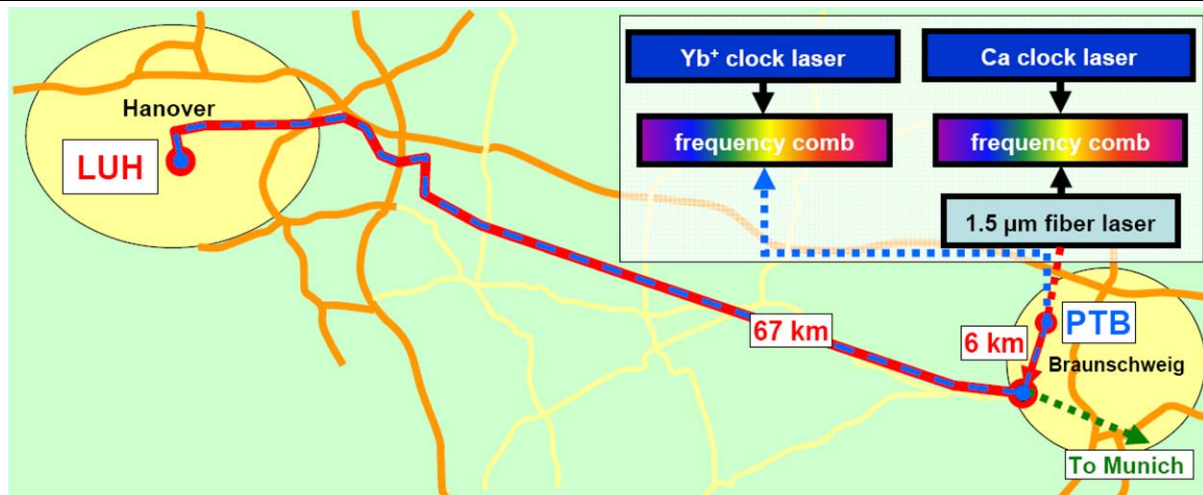 Yb⁺ clock laser
Ca clock laser
frequency comb
frequency comb
1.5 µm fiber laser
Hanover
LUH
67 km
6 km
PTB
Braunschweig
To Munich